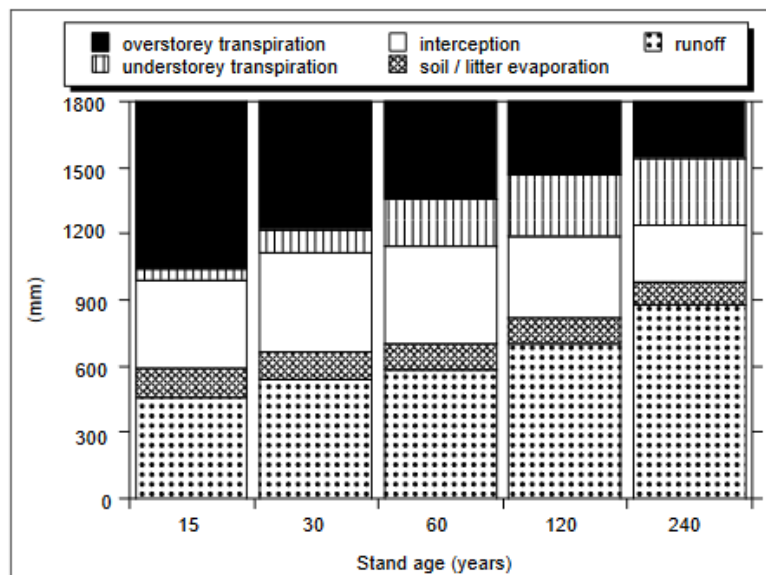 overstorey transpiration interception runoff
understorey transpiration soil / litter evaporation
1800
1500
1200
900
600
300
0
(mm)
15 30 60 120 240
Stand age (years)